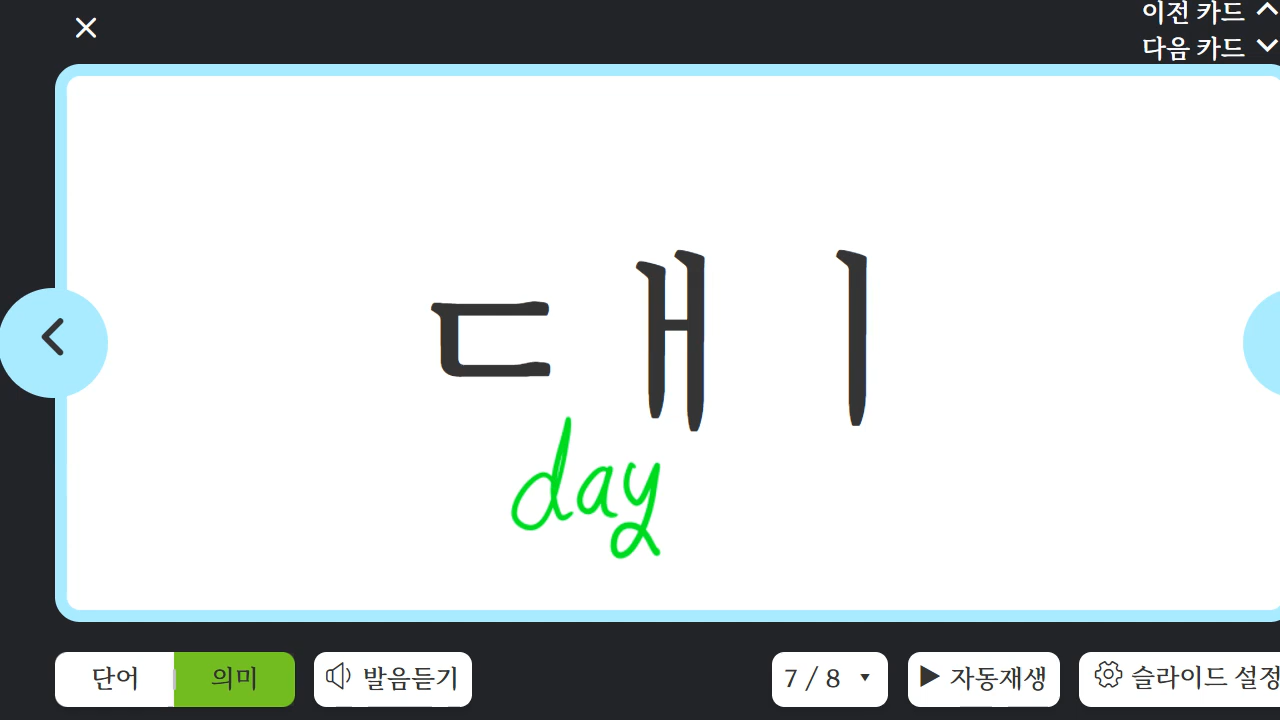 이전 카드
다음 카드
ㄷ ㅐ ㅣ
day
단어 의미 발음듣기 7 / 8 자동재생 슬라이드 설정